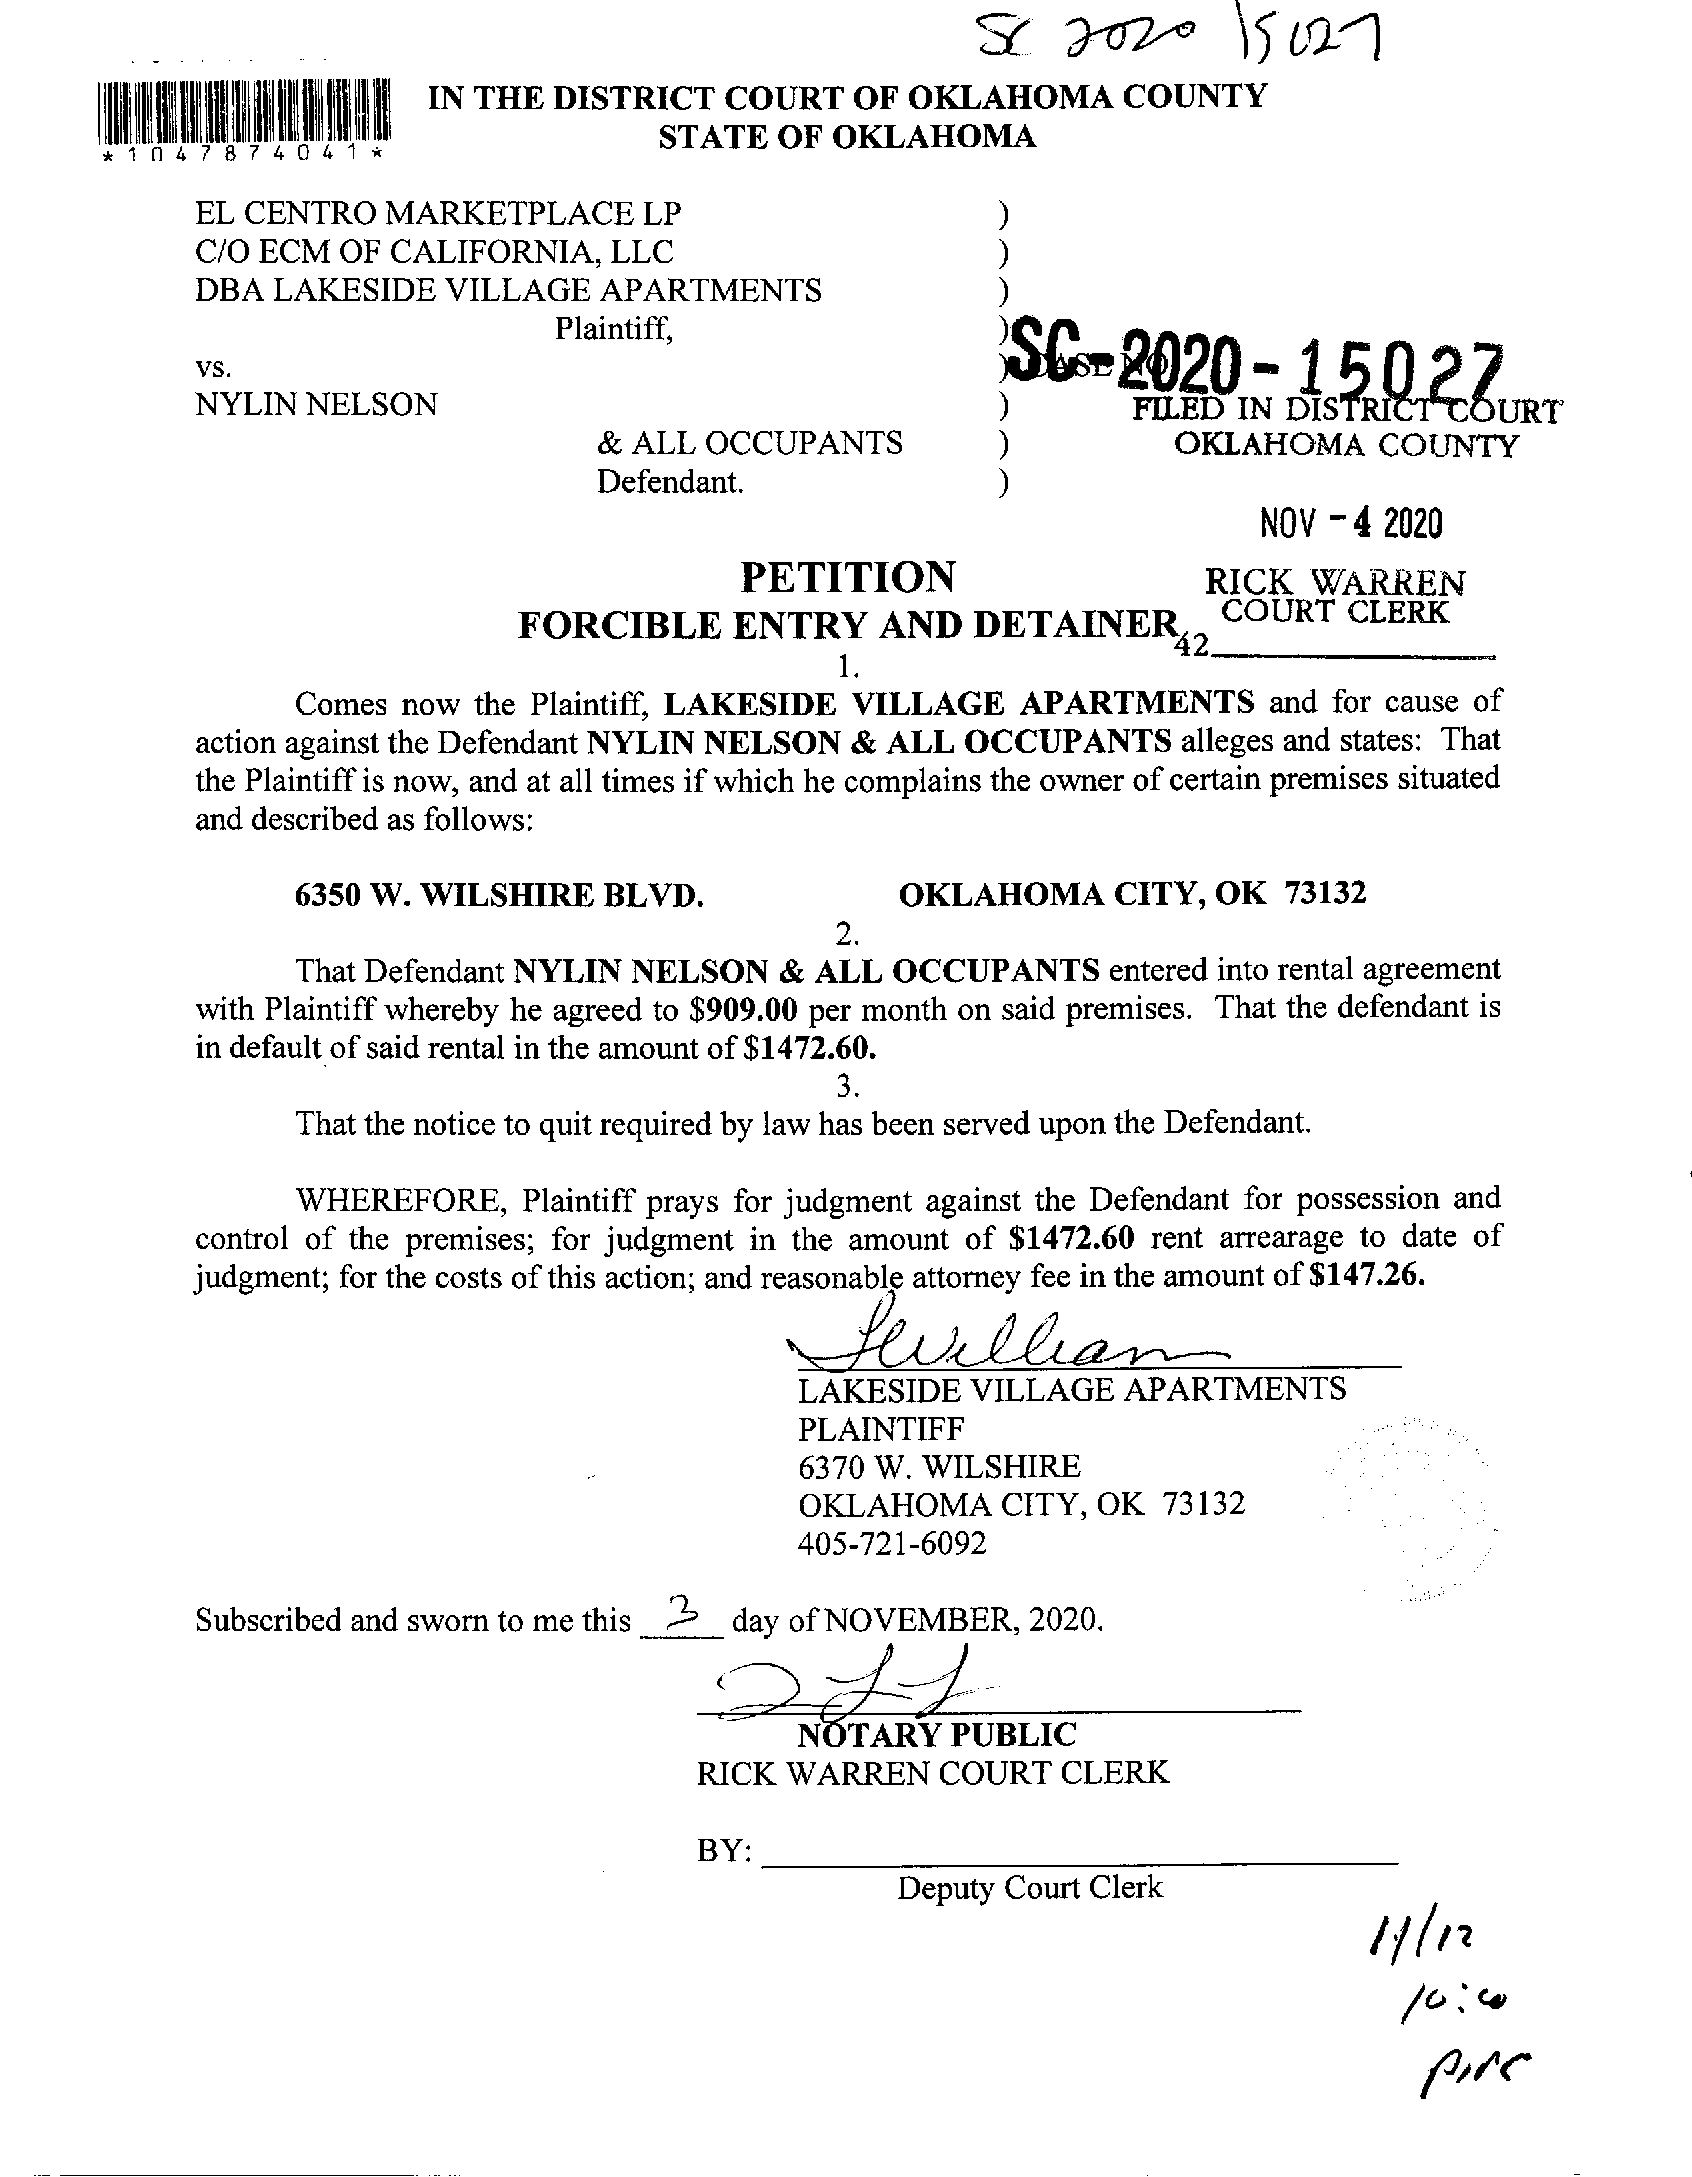 SC 2020 15027
IN THE DISTRICT COURT OF OKLAHOMA COUNTY
STATE OF OKLAHOMA
*1047874041*
EL CENTRO MARKETPLACE LP )
C/O ECM OF CALIFORNIA, LLC )
DBA LAKESIDE VILLAGE APARTMENTS )
Plaintiff, )
SC-2020-15027
vs. )
NYLIN NELSON )
FILED IN DISTRICT COURT
& ALL OCCUPANTS )
OKLAHOMA COUNTY
Defendant. )
NOV -4 2020
PETITION
RICK WARREN
FORCIBLE ENTRY AND DETAINER
COURT CLERK
42
1.
Comes now the Plaintiff, LAKESIDE VILLAGE APARTMENTS and for cause of
action against the Defendant NYLIN NELSON & ALL OCCUPANTS alleges and states: That
the Plaintiff is now, and at all times if which he complains the owner of certain premises situated
and described as follows:
6350 W. WILSHIRE BLVD. OKLAHOMA CITY, OK 73132
2.
That Defendant NYLIN NELSON & ALL OCCUPANTS entered into rental agreement
with Plaintiff whereby he agreed to $909.00 per month on said premises. That the defendant is
in default of said rental in the amount of $1472.60.
3.
That the notice to quit required by law has been served upon the Defendant.
WHEREFORE, Plaintiff prays for judgment against the Defendant for possession and
control of the premises; for judgment in the amount of $1472.60 rent arrearage to date of
judgment; for the costs of this action; and reasonable attorney fee in the amount of $147.26.
LAKESIDE VILLAGE APARTMENTS
PLAINTIFF
6370 W. WILSHIRE
OKLAHOMA CITY, OK 73132
405-721-6092
Subscribed and sworn to me this 3 day of NOVEMBER, 2020.
NOTARY PUBLIC
RICK WARREN COURT CLERK
BY:
Deputy Court Clerk
11/12
10:00